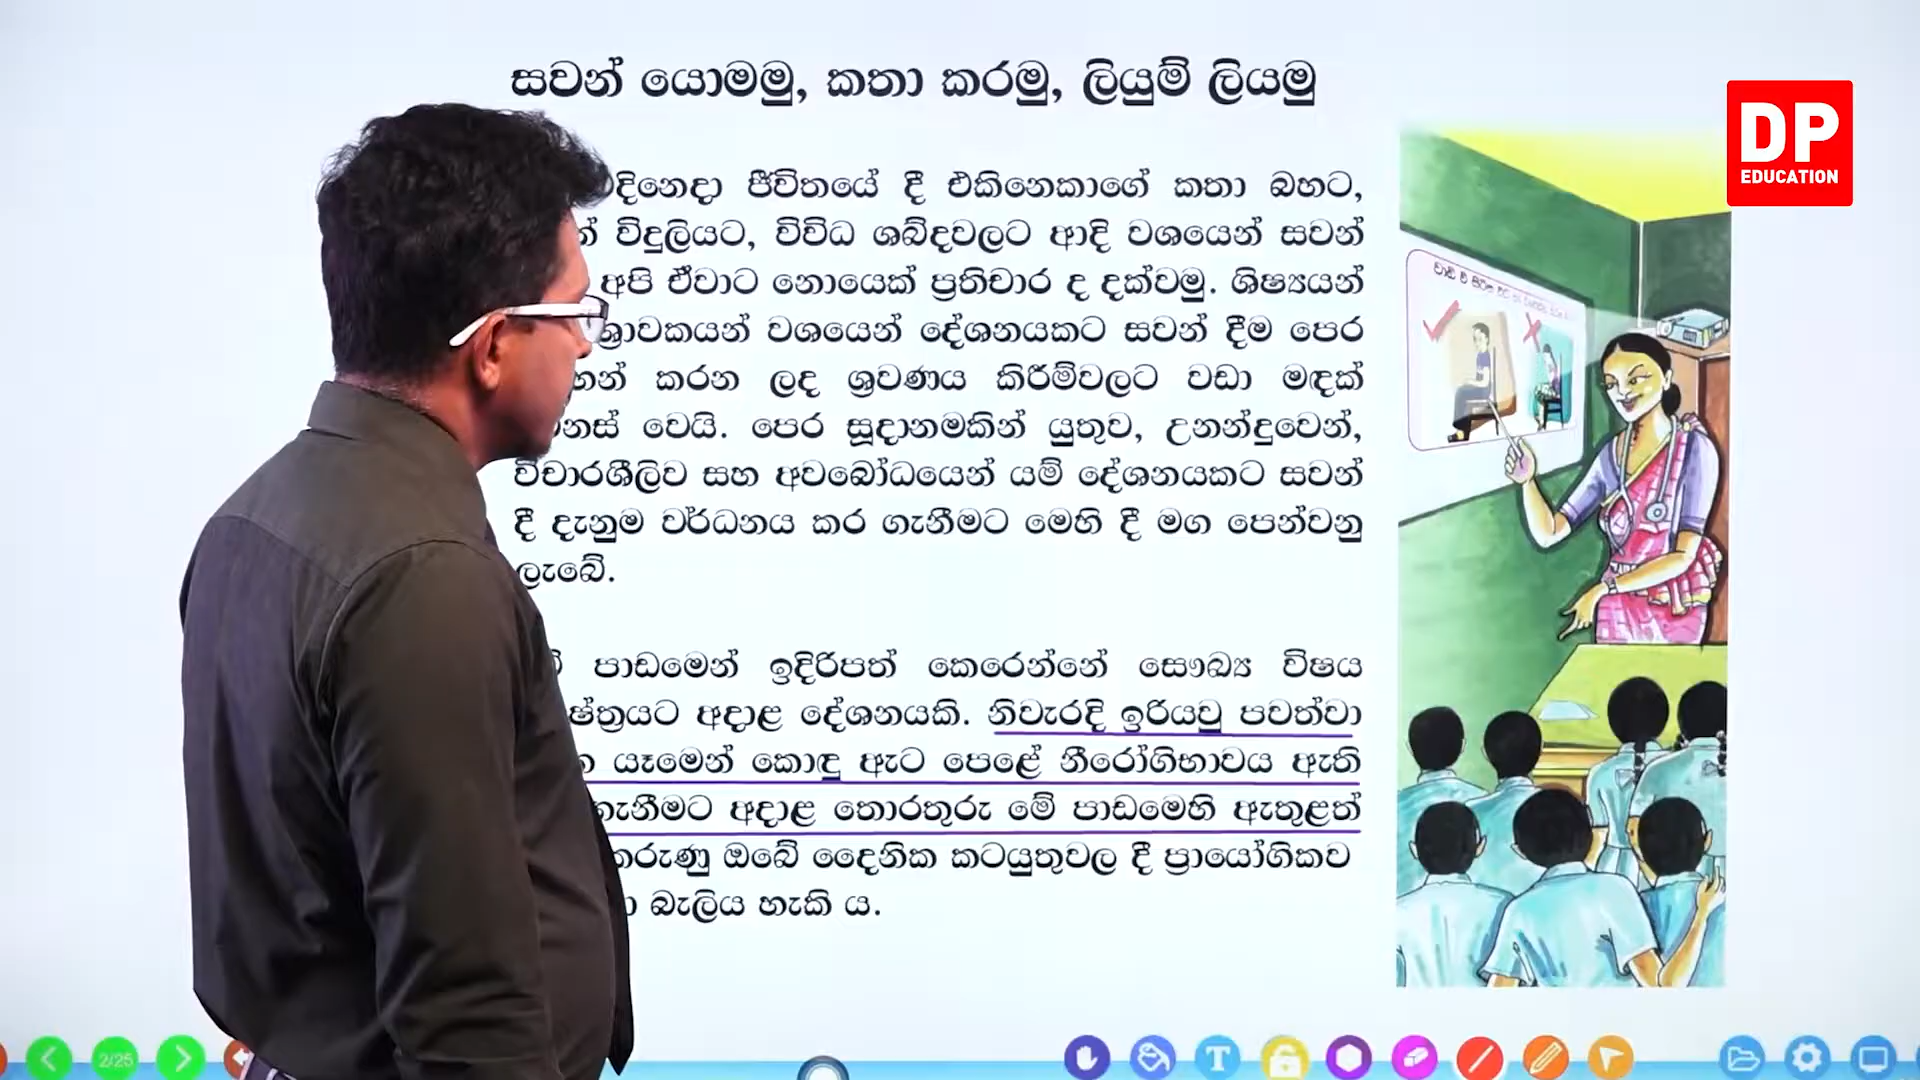 සවන් යොමමු, කතා කරමු, ලියුම් ලියමු
DP
EDUCATION
ජීවිතයේ දී එකිනෙකාගේ කතා බහට,
විදුලියට, විවිධ ශබ්දවලට ආදි වශයෙන් සවන්
අපි ඒවාට නොයෙක් ප්‍රතිචාර ද දක්වමු. ශිෂ්‍යයන්
ශ්‍රාවකයන් වශයෙන් දේශනයකට සවන් දීම පෙර
කරන ලද ශ්‍රවණය කිරීම්වලට වඩා මඳක්
වෙයි. පෙර සූදානමකින් යුතුව, උනන්දුවෙන්,
විචාරශීලිව සහ අවබෝධයෙන් යම් දේශනයකට සවන්
දී දැනුම වර්ධනය කර ගැනීමට මෙහි දී මග පෙන්වනු
ලැබේ.
පාඩමෙන් ඉදිරිපත් කෙරෙන්නේ සෞඛ්‍ය විෂය
අදාළ දේශනයකි. නිවැරදි ඉරියවු පවත්වා
යෑමෙන් කොඳු ඇට පෙළේ නීරෝගිභාවය ඇති
අදාළ තොරතුරු මේ පාඩමෙහි ඇතුළත්
කරුණු ඔබේ දෛනික කටයුතුවල දී ප්‍රායෝගිකව
බැලිය හැකි ය.
2/25